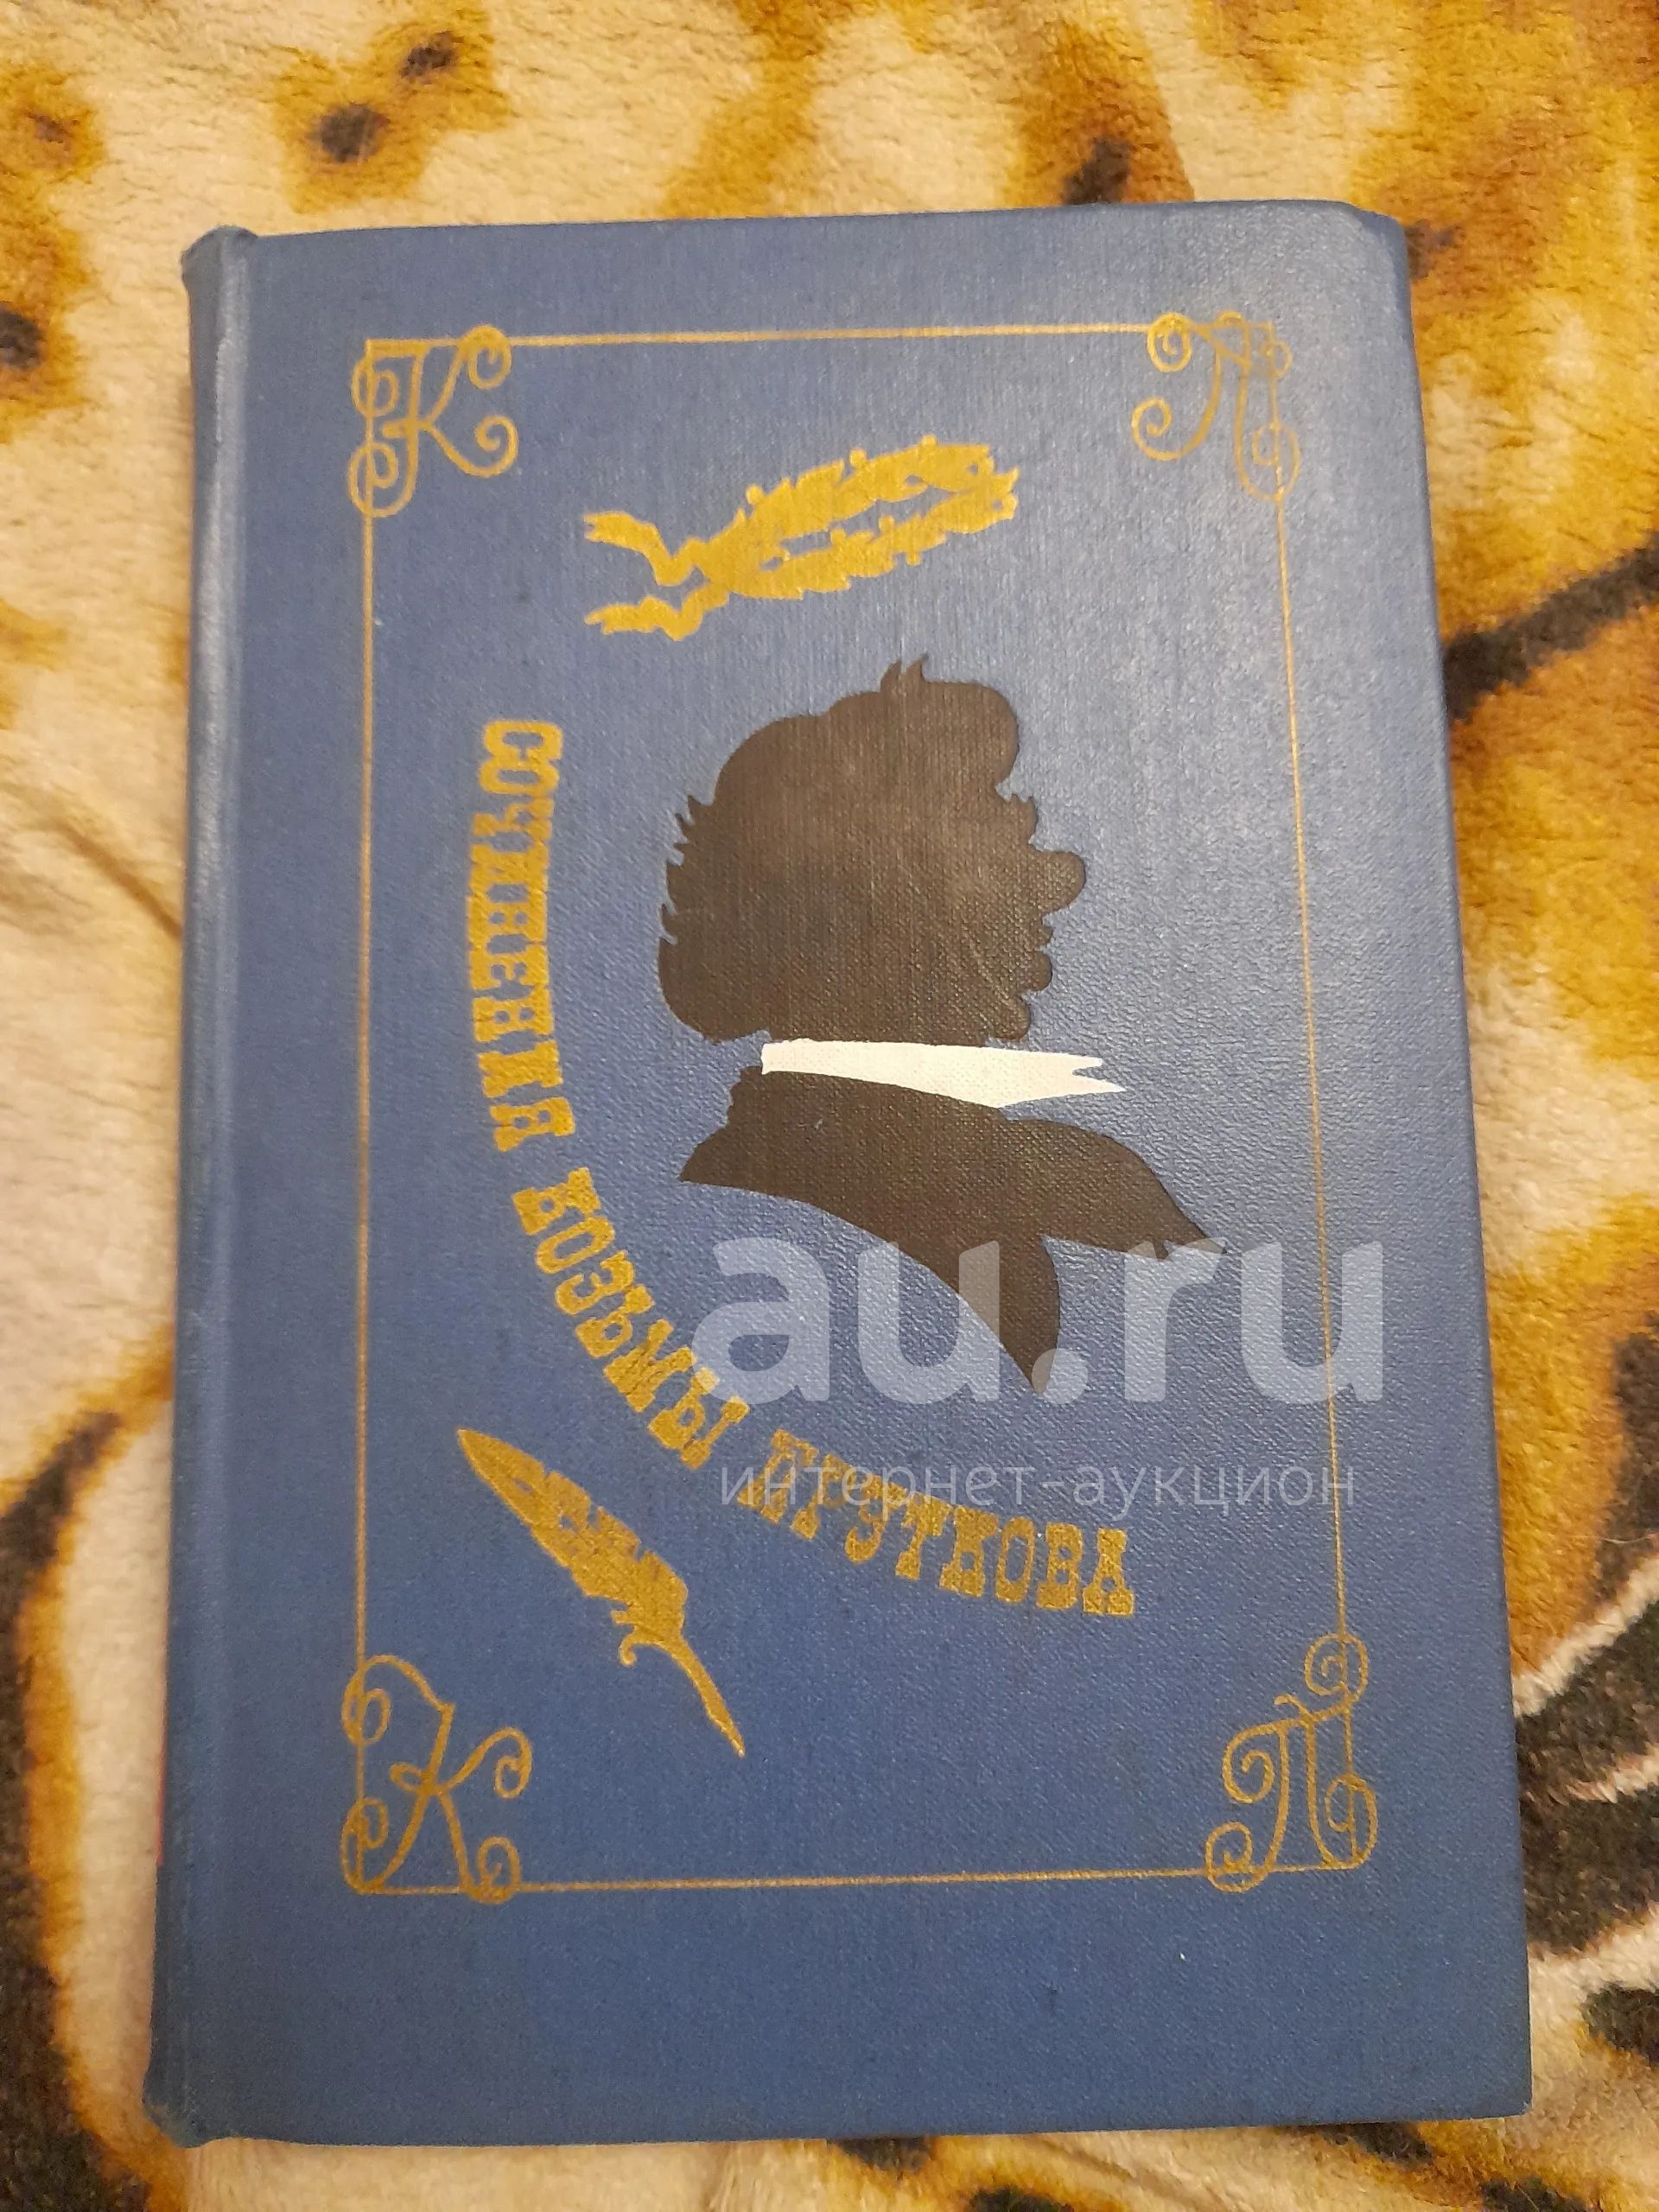 К П
СОЧИНЕНИЯ КОЗЬМЫ ПРУТКОВА
К П
au.ru
интернет-аукцион